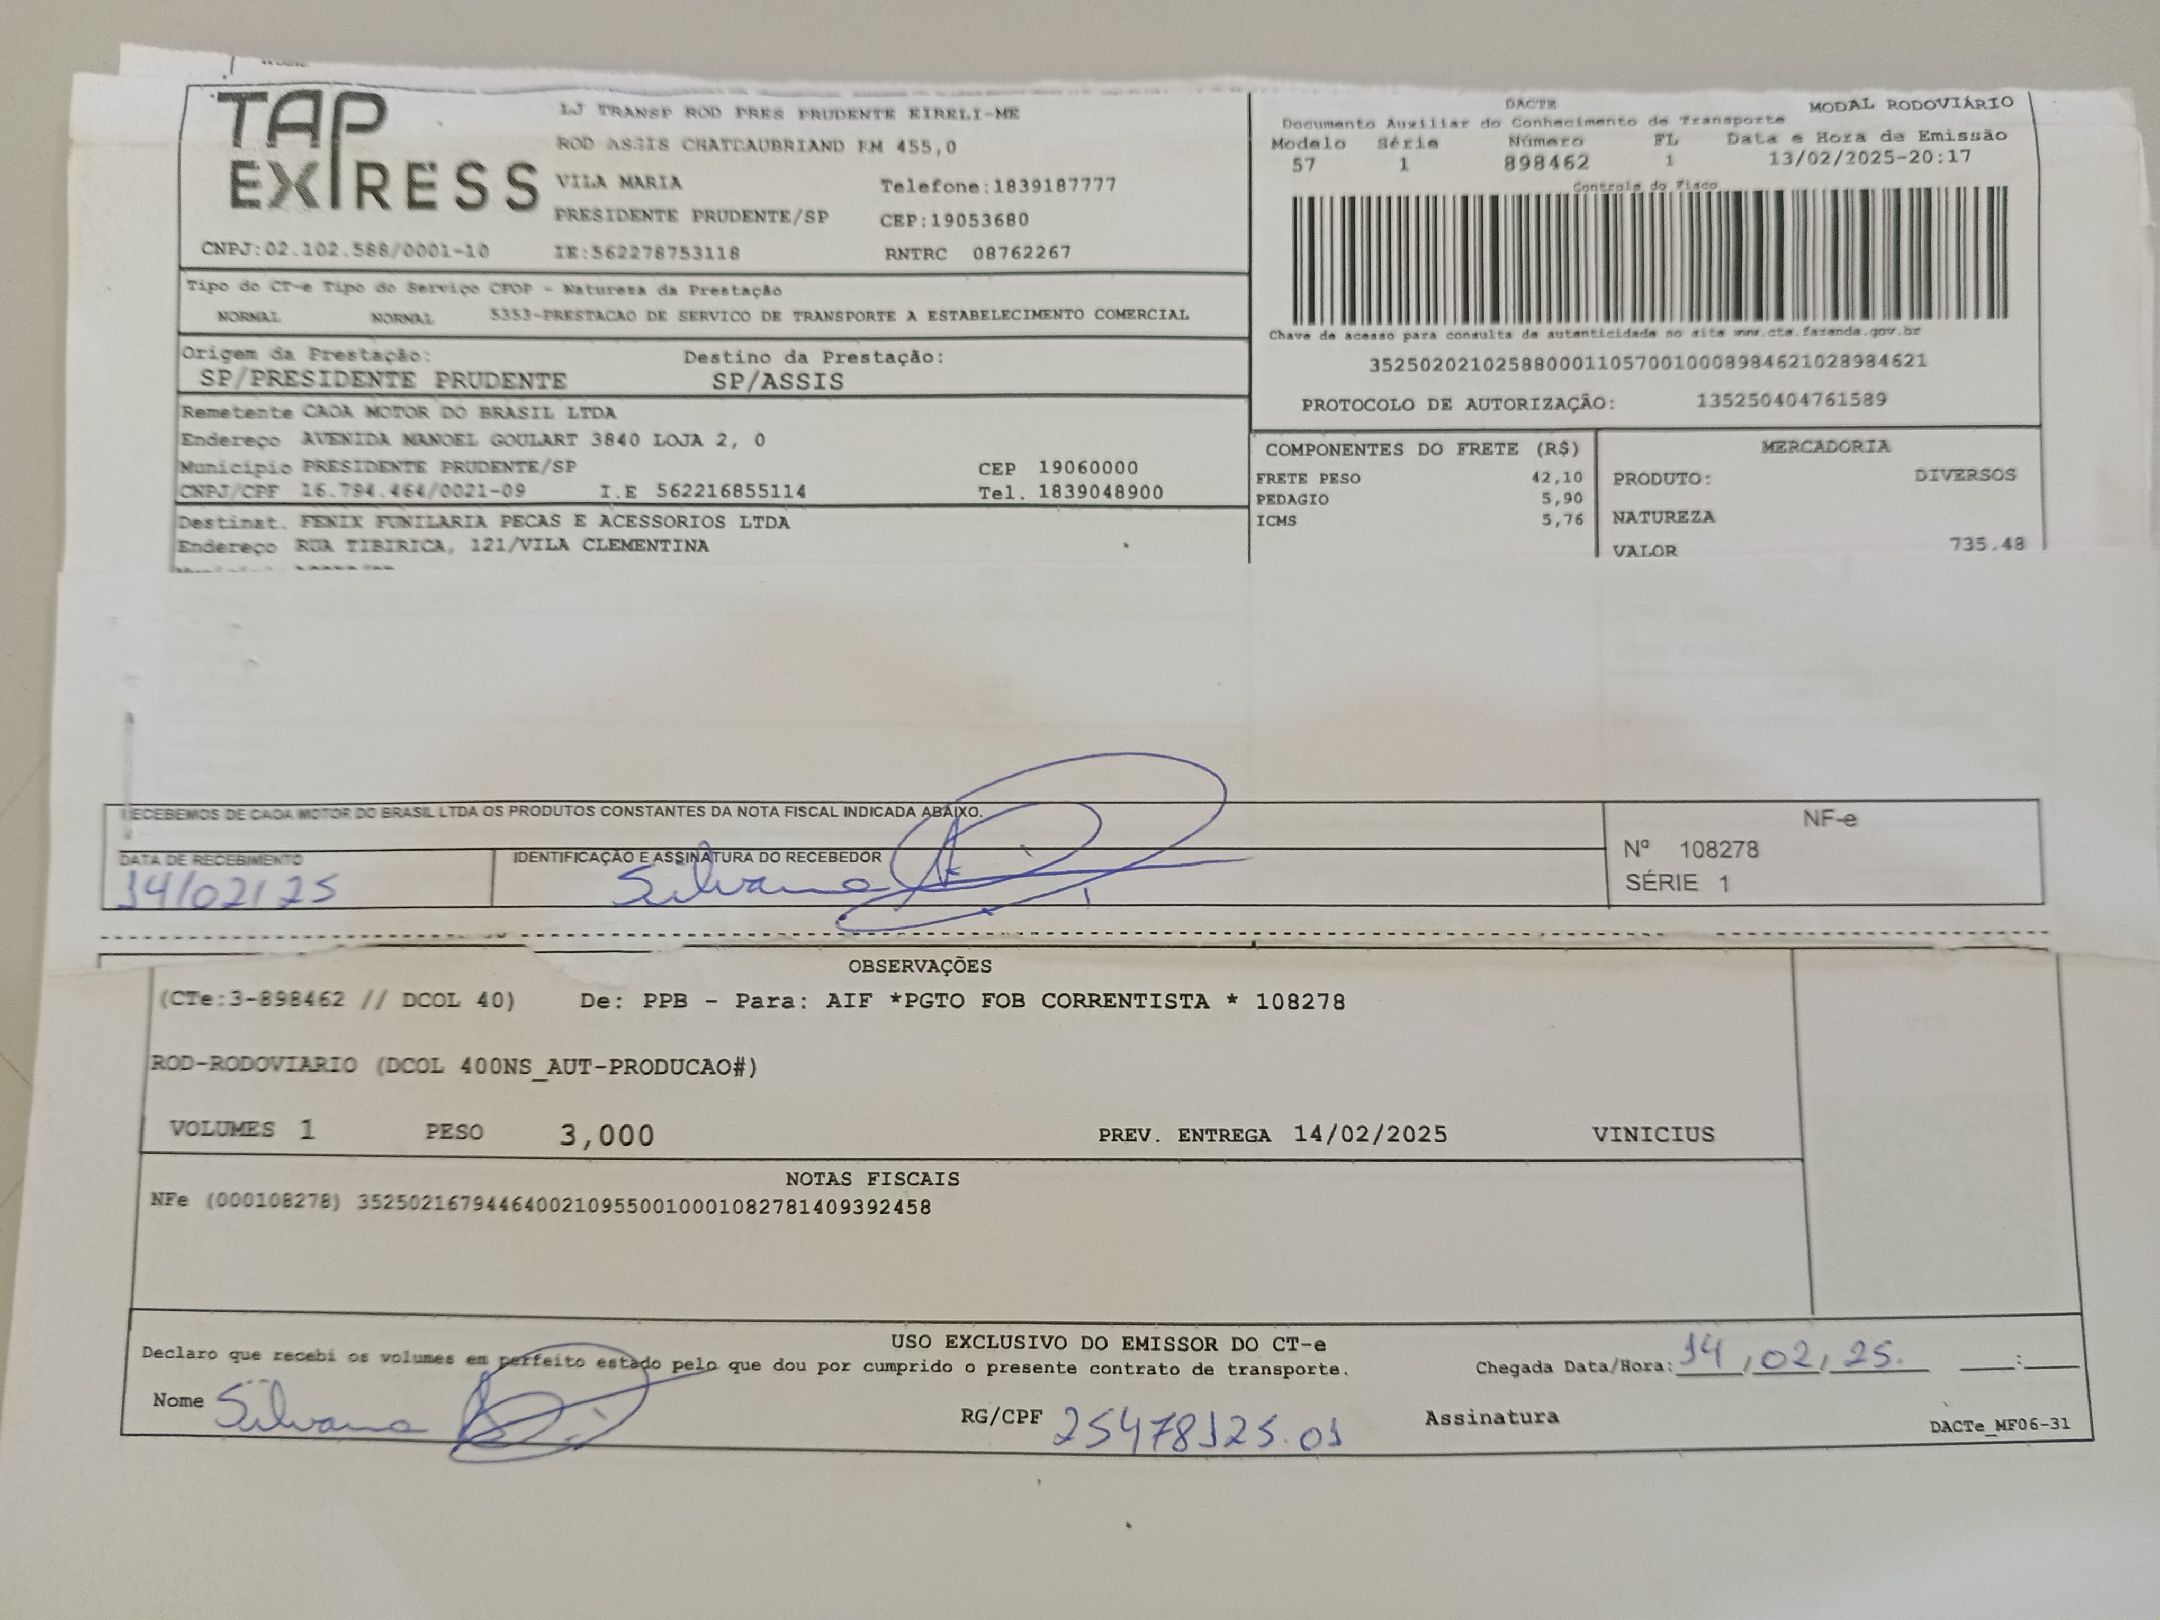 TAP EXPRESS
LJ TRANSP ROD PRES PRUDENTE EIRELI-ME
ROD ASSIS CHATEAUBRIAND KM 455,0
VILA MARIA Telefone:1839187777
PRESIDENTE PRUDENTE/SP CEP:19053680
CNPJ:02.102.588/0001-10 IE:562278753118 RNTRC 08762267
DACTE MODAL RODOVIÁRIO
Documento Auxiliar do Conhecimento de Transporte
Modelo Série Número FL Data e Hora de Emissão
57 1 898462 1 13/02/2025-20:17
Controle do Fisco
Chave de acesso para consulta de autenticidade no site www.cte.fazenda.gov.br
35250202102588000110570010008984621028984621
PROTOCOLO DE AUTORIZAÇÃO: 135250404761589
Tipo do CT-e Tipo do Serviço CFOP - Natureza da Prestação
NORMAL NORMAL 5353-PRESTACAO DE SERVICO DE TRANSPORTE A ESTABELECIMENTO COMERCIAL
Origem da Prestação: Destino da Prestação:
SP/PRESIDENTE PRUDENTE SP/ASSIS
Remetente CAOA MOTOR DO BRASIL LTDA
Endereço AVENIDA MANOEL GOULART 3840 LOJA 2, 0
Município PRESIDENTE PRUDENTE/SP CEP 19060000
CNPJ/CPF 16.794.464/0021-09 I.E 562216855114 Tel. 1839048900
Destinat. FENIX FUNILARIA PECAS E ACESSORIOS LTDA
Endereço RUA TIBIRICA, 121/VILA CLEMENTINA
COMPONENTES DO FRETE (R$)
FRETE PESO 42,10
PEDAGIO 5,90
ICMS 5,76
MERCADORIA
PRODUTO: DIVERSOS
NATUREZA
VALOR 735,48
RECEBEMOS DE CAOA MOTOR DO BRASIL LTDA OS PRODUTOS CONSTANTES DA NOTA FISCAL INDICADA ABAIXO.
DATA DE RECEBIMENTO IDENTIFICAÇÃO E ASSINATURA DO RECEBEDOR
14/02/25 Silvana
NF-e
Nº 108278
SÉRIE 1
OBSERVAÇÕES
(CTe:3-898462 // DCOL 40) De: PPB - Para: AIF *PGTO FOB CORRENTISTA * 108278
ROD-RODOVIARIO (DCOL 400NS_AUT-PRODUCAO#)
VOLUMES 1 PESO 3,000 PREV. ENTREGA 14/02/2025 VINICIUS
NOTAS FISCAIS
NFe (000108278) 35250216794464002109550010001082781409392458
USO EXCLUSIVO DO EMISSOR DO CT-e
Declaro que recebi os volumes em perfeito estado pelo que dou por cumprido o presente contrato de transporte. Chegada Data/Hora: 14,02,25. __:__
Nome Silvana RG/CPF 25478125.01 Assinatura
DACTe_MF06-31